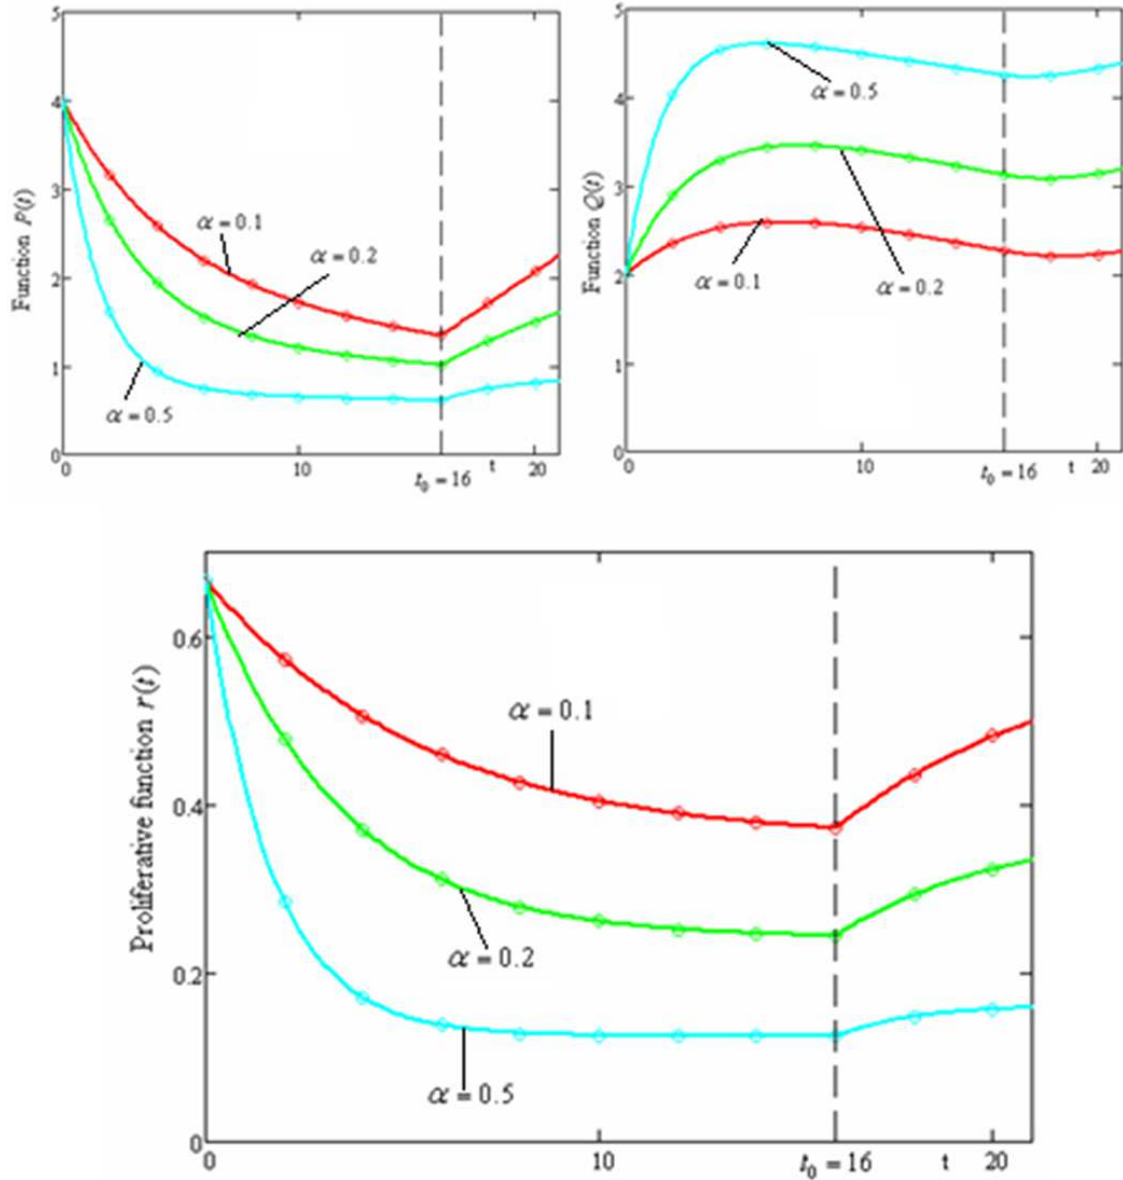 5
4
3
2
1
0
Function P(t)
α = 0.1
α = 0.2
α = 0.5
0
10
t₀ = 16
t
20
5
4
3
2
1
0
Function Q(t)
α = 0.5
α = 0.1
α = 0.2
0
10
t₀ = 16
t
20
0.6
0.4
0.2
0
Proliferative function r(t)
α = 0.1
α = 0.2
α = 0.5
0
10
t₀ = 16
t
20